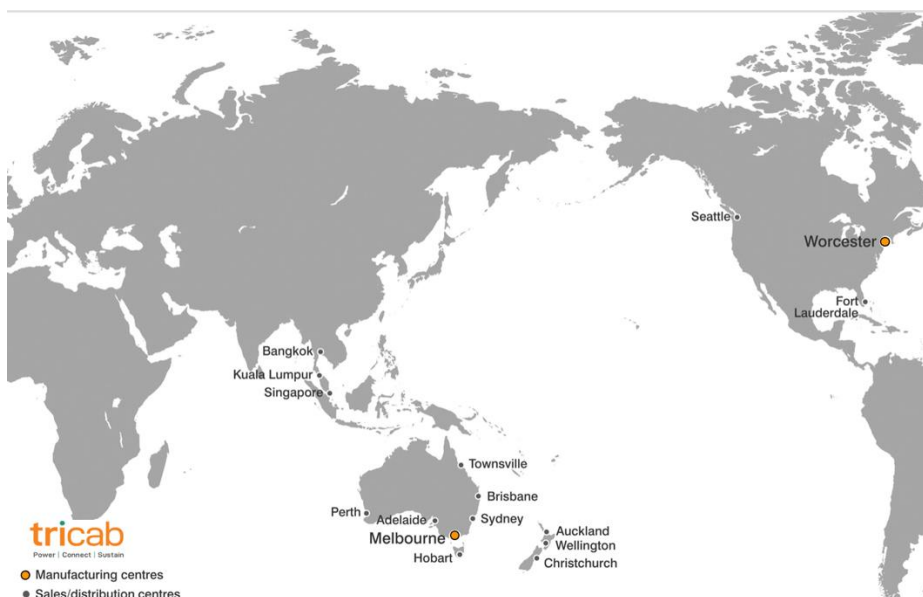 Seattle
Worcester
Fort
Lauderdale
Bangkok
Kuala Lumpur
Singapore
Townsville
Brisbane
Perth
Adelaide
Sydney
Melbourne
Auckland
Wellington
Hobart
Christchurch
tricab
Power | Connect | Sustain
Manufacturing centres
Sales/distribution centres